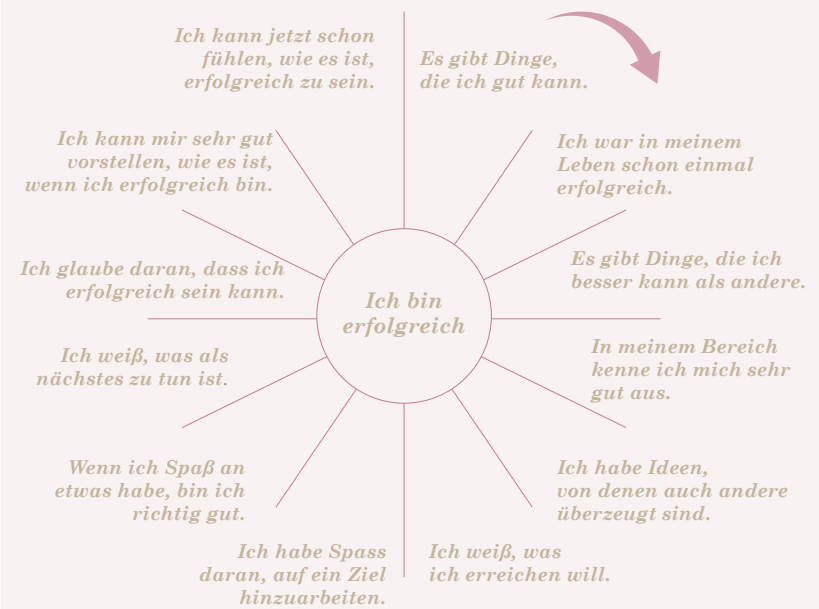 Es gibt Dinge,
die ich gut kann.
Ich war in meinem
Leben schon einmal
erfolgreich.
Es gibt Dinge, die ich
besser kann als andere.
In meinem Bereich
kenne ich mich sehr
gut aus.
Ich habe Ideen,
von denen auch andere
überzeugt sind.
Ich weiß, was
ich erreichen will.
Ich habe Spass
daran, auf ein Ziel
hinzuarbeiten.
Wenn ich Spaß an
etwas habe, bin ich
richtig gut.
Ich weiß, was als
nächstes zu tun ist.
Ich glaube daran, dass ich
erfolgreich sein kann.
Ich kann mir sehr gut
vorstellen, wie es ist,
wenn ich erfolgreich bin.
Ich kann jetzt schon
fühlen, wie es ist,
erfolgreich zu sein.
Ich bin
erfolgreich